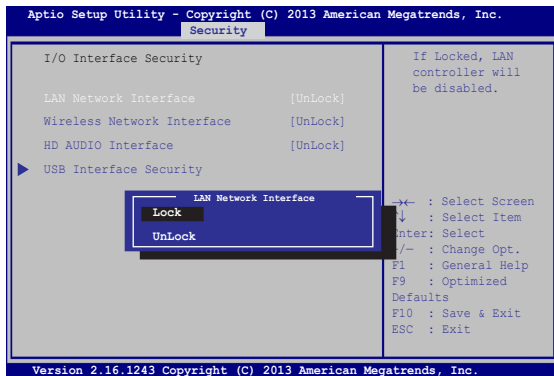 Aptio Setup Utility - Copyright (C) 2013 American Megatrends, Inc.
Security
I/O Interface Security
LAN Network Interface [UnLock]
Wireless Network Interface [UnLock]
HD AUDIO Interface [UnLock]
USB Interface Security
If Locked, LAN
controller will
be disabled.
LAN Network Interface
Lock
UnLock
→← : Select Screen
↑↓ : Select Item
Enter: Select
+/— : Change Opt.
F1 : General Help
F9 : Optimized
Defaults
F10 : Save & Exit
ESC : Exit
Version 2.16.1243 Copyright (C) 2013 American Megatrends, Inc.